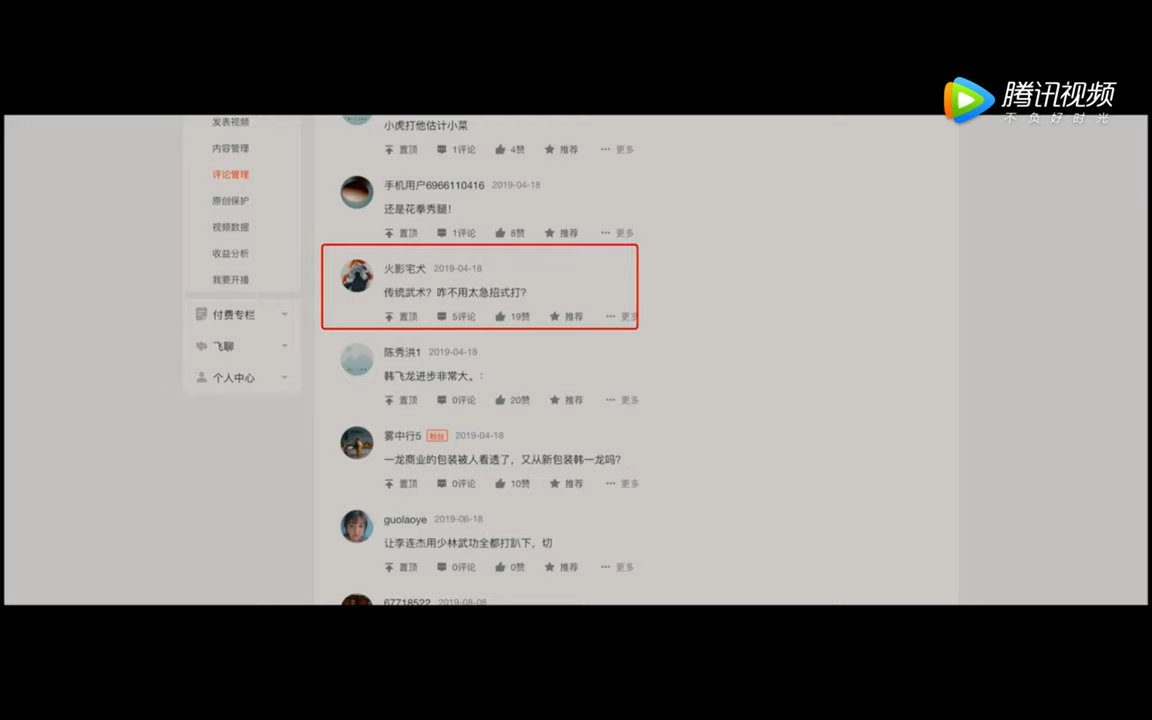 腾讯视频
不负好时光
发表视频
内容管理
评论管理
原创保护
视频数据
收益分析
我要开播
付费专栏
飞聊
个人中心
小虎打他估计小菜
置顶 1评论 4赞 推荐 ··· 更多
手机用户6966110416 2019-04-18
还是花拳秀腿！
置顶 1评论 8赞 推荐 ··· 更多
火影宅犬 2019-04-18
传统武术？咋不用太急招式打？
置顶 5评论 19赞 推荐 ··· 更多
陈秀洪1 2019-04-18
韩飞龙进步非常大。：
置顶 0评论 20赞 推荐 ··· 更多
雾中行5 粉丝 2019-04-18
一龙商业的包装被人看透了，又从新包装韩一龙吗？
置顶 0评论 10赞 推荐 ··· 更多
guolaoye 2019-06-18
让李连杰用少林武功全都打趴下，切
置顶 0评论 0赞 推荐 ··· 更多
67718522 2019-08-08